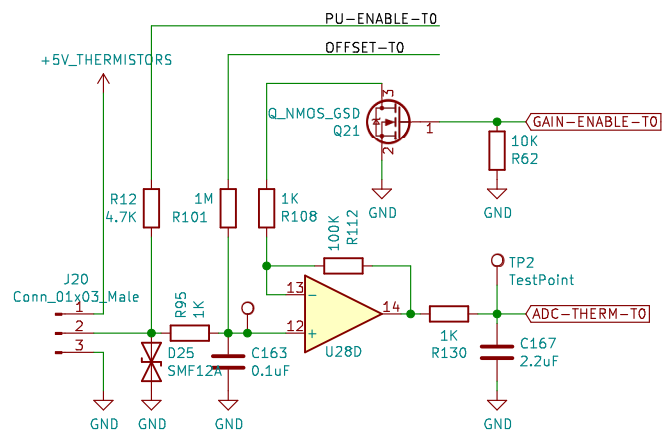 PU-ENABLE-T0
OFFSET-T0
+5V_THERMISTORS
Q_NMOS_GSD
Q21
3
1
2
GAIN-ENABLE-T0
10K
R62
GND
GND
R12
4.7K
1M
R101
1K
R108
100K
R112
TP2
TestPoint
J20
Conn_01x03_Male
1
2
3
R95
1K
13
12
14
U28D
1K
R130
ADC-THERM-T0
D25
SMF12A
C163
0.1uF
C167
2.2uF
GND
GND
GND
GND